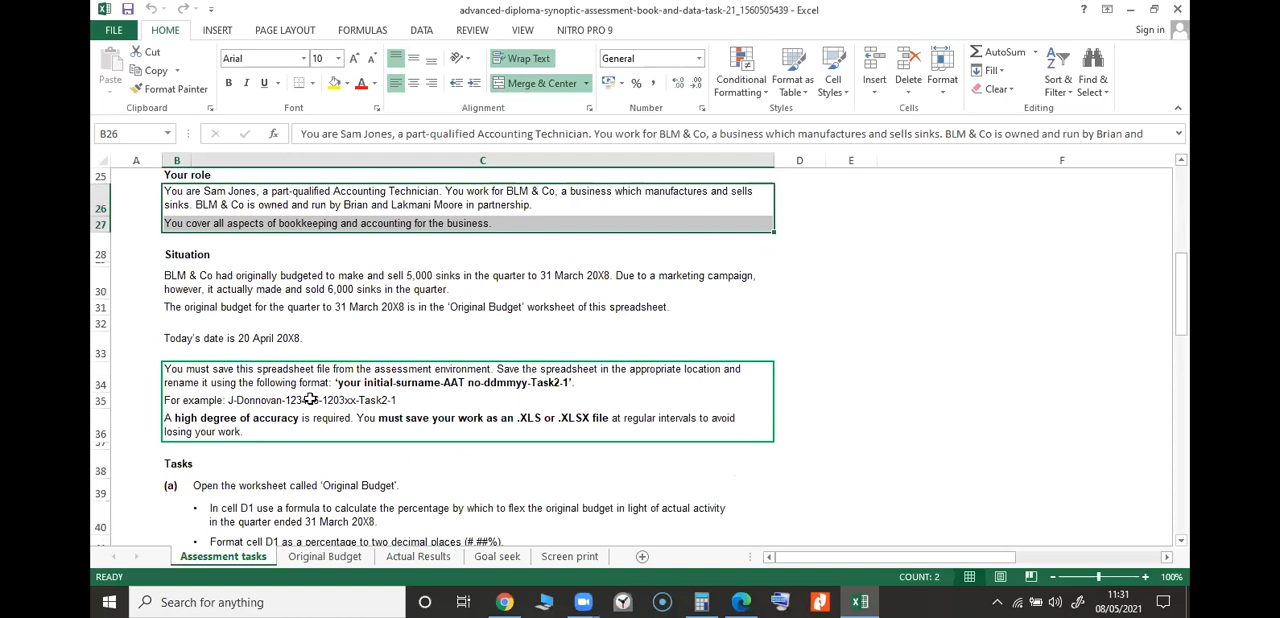 advanced-diploma-synoptic-assessment-book-and-data-task-21_1560505439 - Excel
FILE HOME INSERT PAGE LAYOUT FORMULAS DATA REVIEW VIEW NITRO PRO 9 Sign in
Paste Cut Copy Format Painter
Arial 10
B I U
Wrap Text
Merge & Center
General
Conditional Formatting Format as Table Cell Styles
Insert Delete Format
AutoSum Fill Clear
Sort & Filter Find & Select
Clipboard Font Alignment Number Styles Cells Editing
B26 fx You are Sam Jones, a part-qualified Accounting Technician. You work for BLM & Co, a business which manufactures and sells sinks. BLM & Co is owned and run by Brian and
A B C D E F
25 Your role
You are Sam Jones, a part-qualified Accounting Technician. You work for BLM & Co, a business which manufactures and sells
26 sinks. BLM & Co is owned and run by Brian and Lakmani Moore in partnership.
27 You cover all aspects of bookkeeping and accounting for the business.
28 Situation
BLM & Co had originally budgeted to make and sell 5,000 sinks in the quarter to 31 March 20X8. Due to a marketing campaign,
30 however, it actually made and sold 6,000 sinks in the quarter.
31 The original budget for the quarter to 31 March 20X8 is in the 'Original Budget' worksheet of this spreadsheet.
32
Today's date is 20 April 20X8.
33
You must save this spreadsheet file from the assessment environment. Save the spreadsheet in the appropriate location and
34 rename it using the following format: 'your initial-surname-AAT no-ddmmyy-Task2-1'.
35 For example: J-Donnovan-123 -1203xx-Task2-1
A high degree of accuracy is required. You must save your work as an .XLS or .XLSX file at regular intervals to avoid
36 losing your work.
37
38 Tasks
39 (a) Open the worksheet called 'Original Budget'.
• In cell D1 use a formula to calculate the percentage by which to flex the original budget in light of actual activity
40 in the quarter ended 31 March 20X8.
• Format cell D1 as a percentage to two decimal places (#.##%).
Assessment tasks Original Budget Actual Results Goal seek Screen print
READY COUNT: 2 100%
Search for anything
11:31
08/05/2021